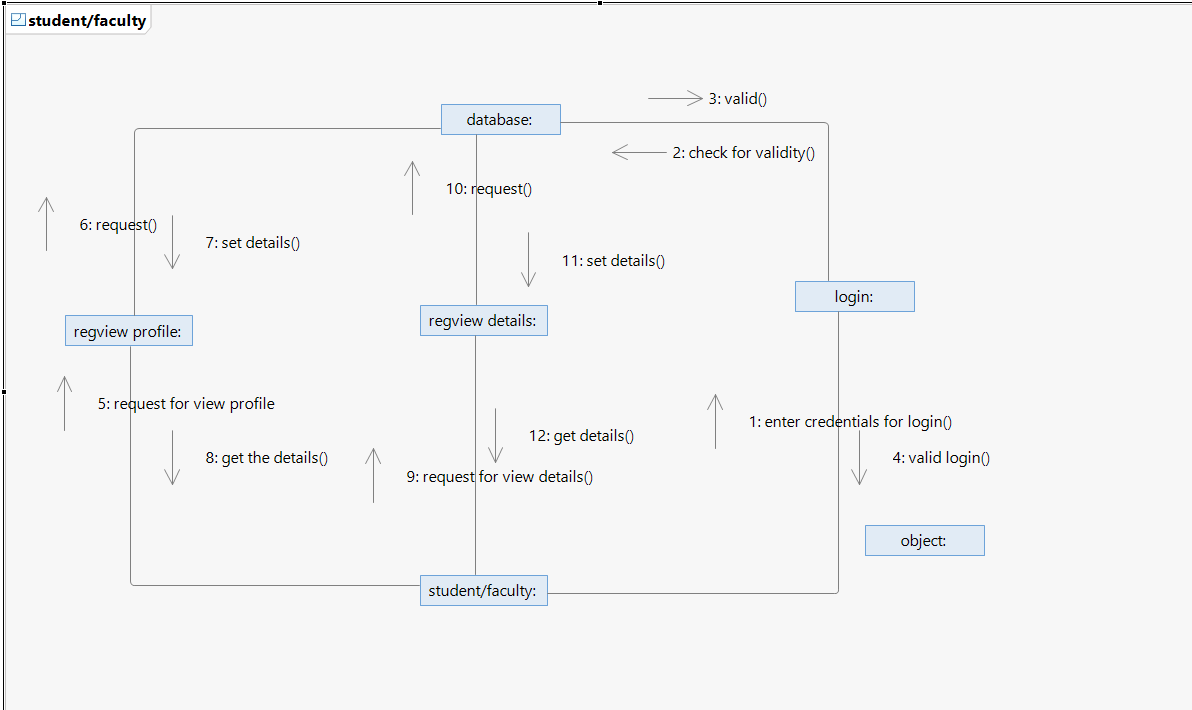 student/faculty
3: valid()
database:
2: check for validity()
10: request()
6: request()
7: set details()
11: set details()
login:
regview details:
regview profile:
5: request for view profile
1: enter credentials for login()
12: get details()
8: get the details()
4: valid login()
9: request for view details()
object:
student/faculty: